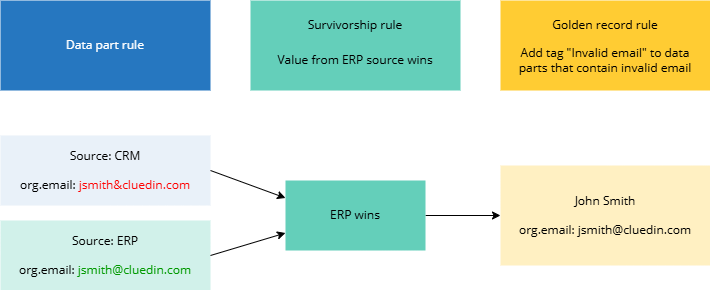 Data part rule
Survivorship rule
Value from ERP source wins
Golden record rule
Add tag "Invalid email" to data
parts that contain invalid email
Source: CRM
org.email: jsmith&cluedin.com
Source: ERP
org.email: jsmith@cluedin.com
ERP wins
John Smith
org.email: jsmith@cluedin.com